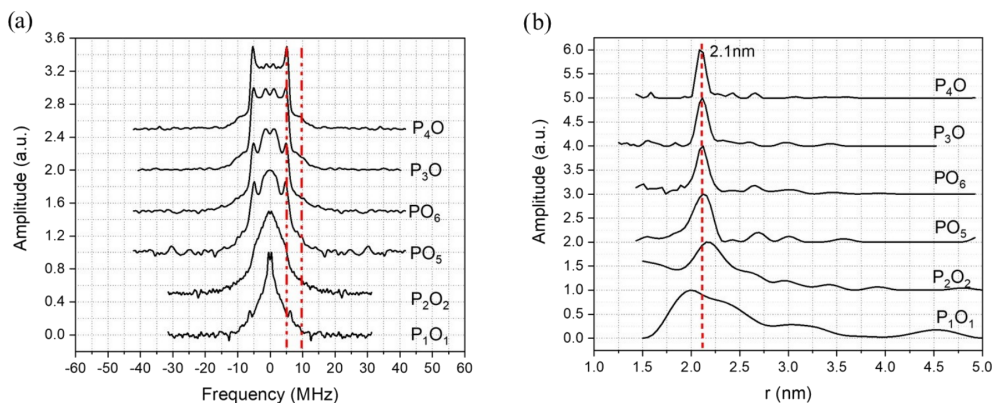 (a)
(b)
3.6
3.2
2.8
2.4
2.0
1.6
1.2
0.8
0.4
0.0
Amplitude (a.u.)
P₄O
P₃O
PO₆
PO₅
P₂O₂
P₁O₁
-60 -50 -40 -30 -20 -10 0 10 20 30 40 50 60
Frequency (MHz)
6.0
5.5
5.0
4.5
4.0
3.5
3.0
2.5
2.0
1.5
1.0
0.5
0.0
Amplitude (a.u.)
2.1nm
P₄O
P₃O
PO₆
PO₅
P₂O₂
P₁O₁
1.0 1.5 2.0 2.5 3.0 3.5 4.0 4.5 5.0
r (nm)